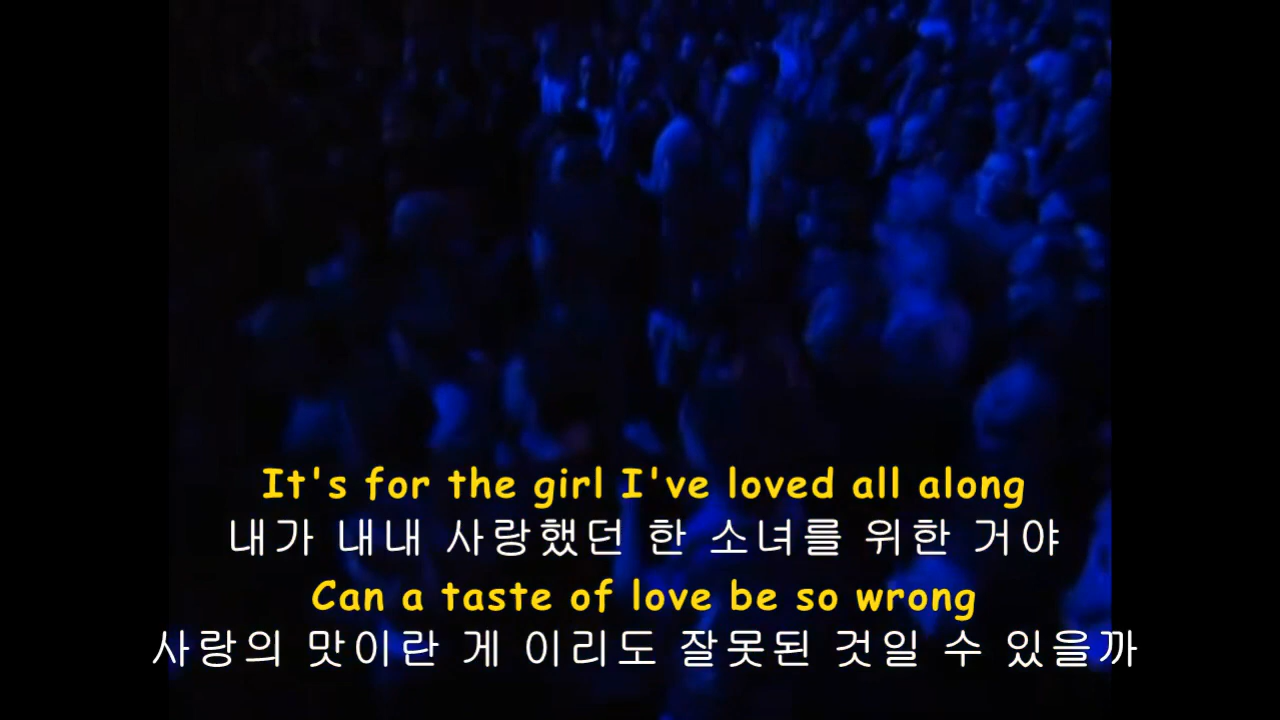 It's for the girl I've loved all along
내가 내내 사랑했던 한 소녀를 위한 거야
Can a taste of love be so wrong
사랑의 맛이란 게 이리도 잘못된 것일 수 있을까